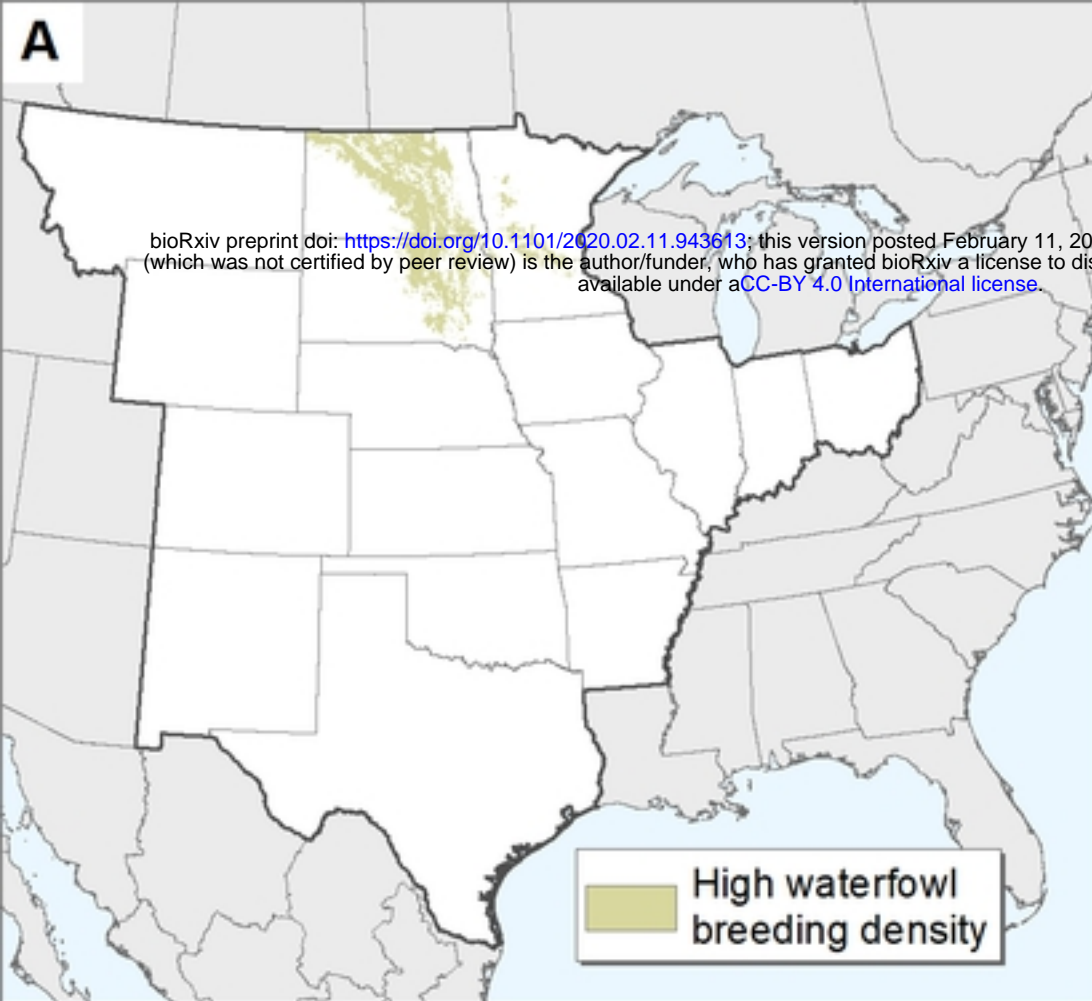 A
bioRxiv preprint doi: https://doi.org/10.1101/2020.02.11.943613; this version posted February 11, 20
(which was not certified by peer review) is the author/funder, who has granted bioRxiv a license to dis
available under aCC-BY 4.0 International license.
High waterfowl
breeding density